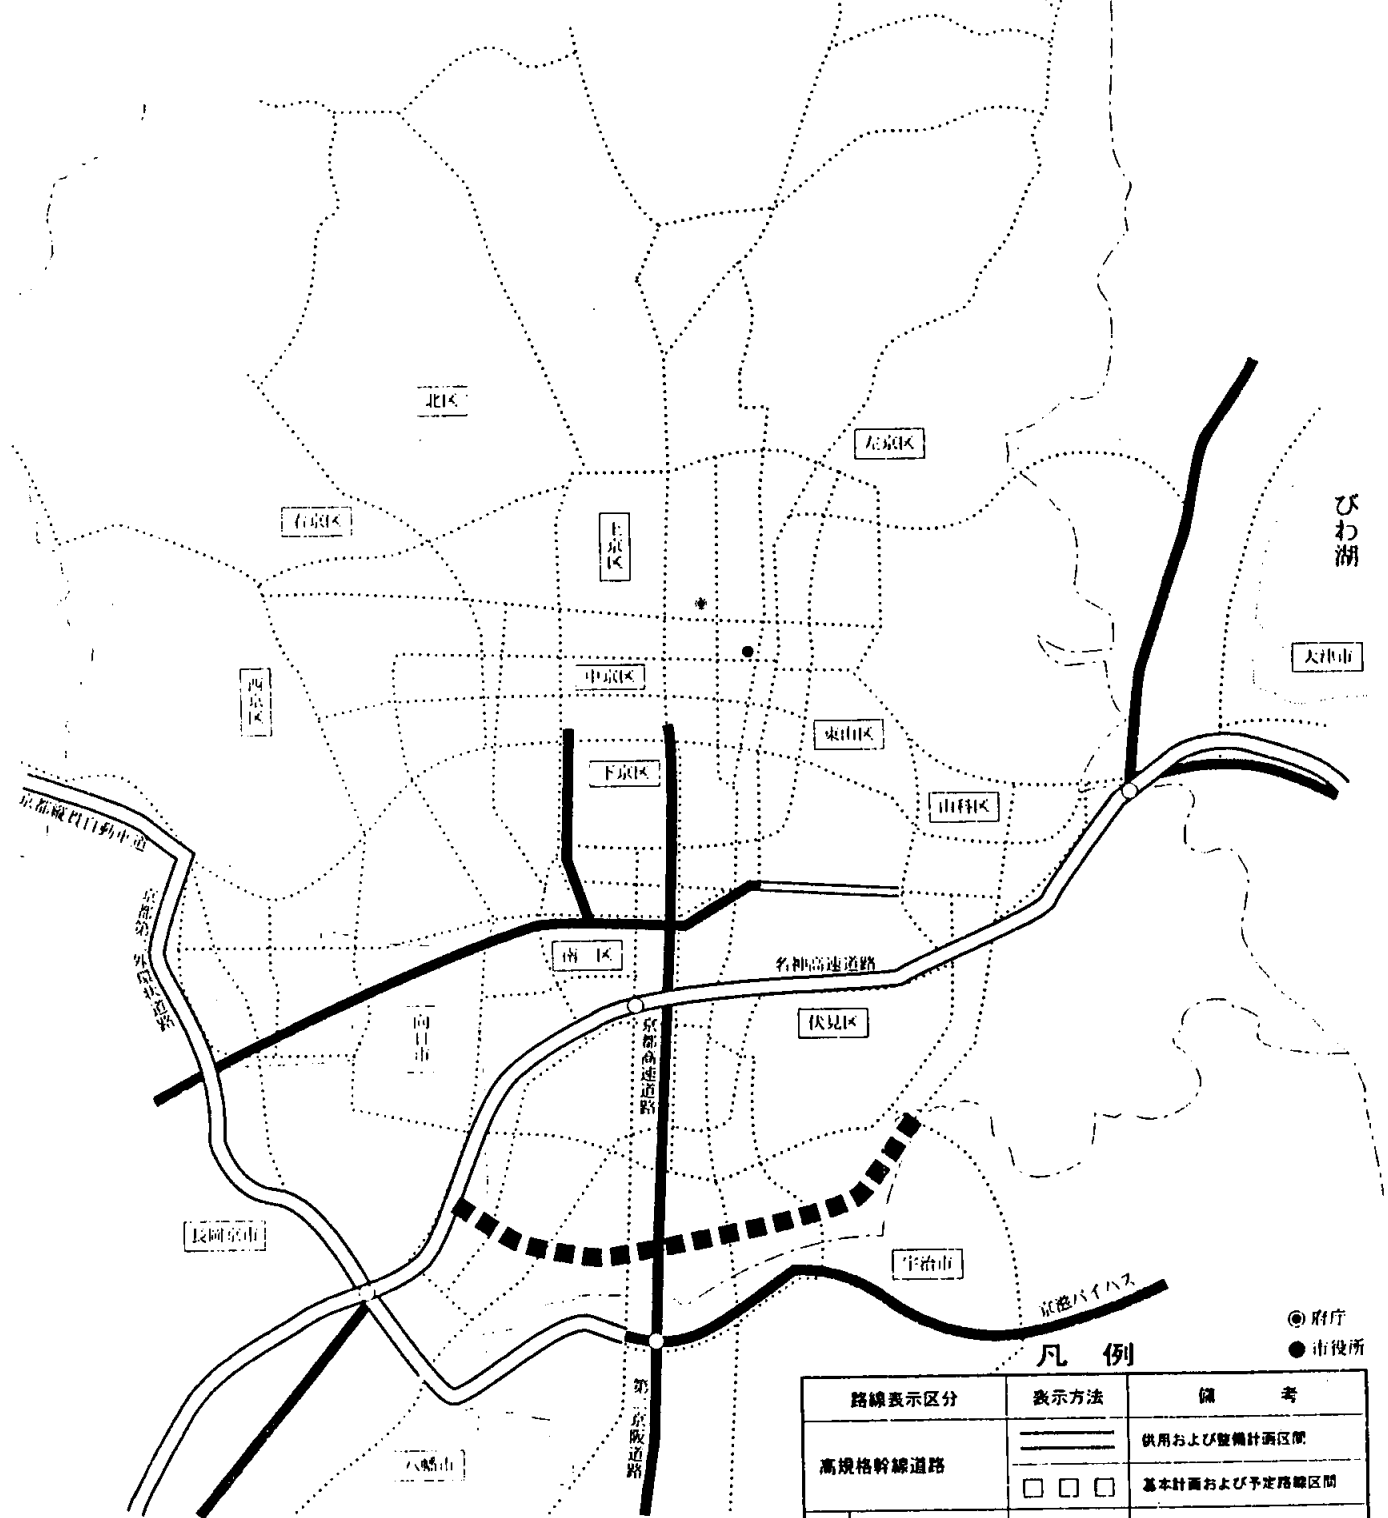 北区
左京区
右京区
上京区
びわ湖
大津市
中京区
西京区
東山区
下京区
山科区
京都縦貫自動車道
京都第二外環状道路
南区
名神高速道路
伏見区
向日市
京都高速道路
長岡京市
宇治市
京滋バイパス
府庁
市役所
第二京阪道路
八幡市
凡例
路線表示区分 表示方法 備考
高規格幹線道路
供用および整備計画区間
基本計画および予定路線区間